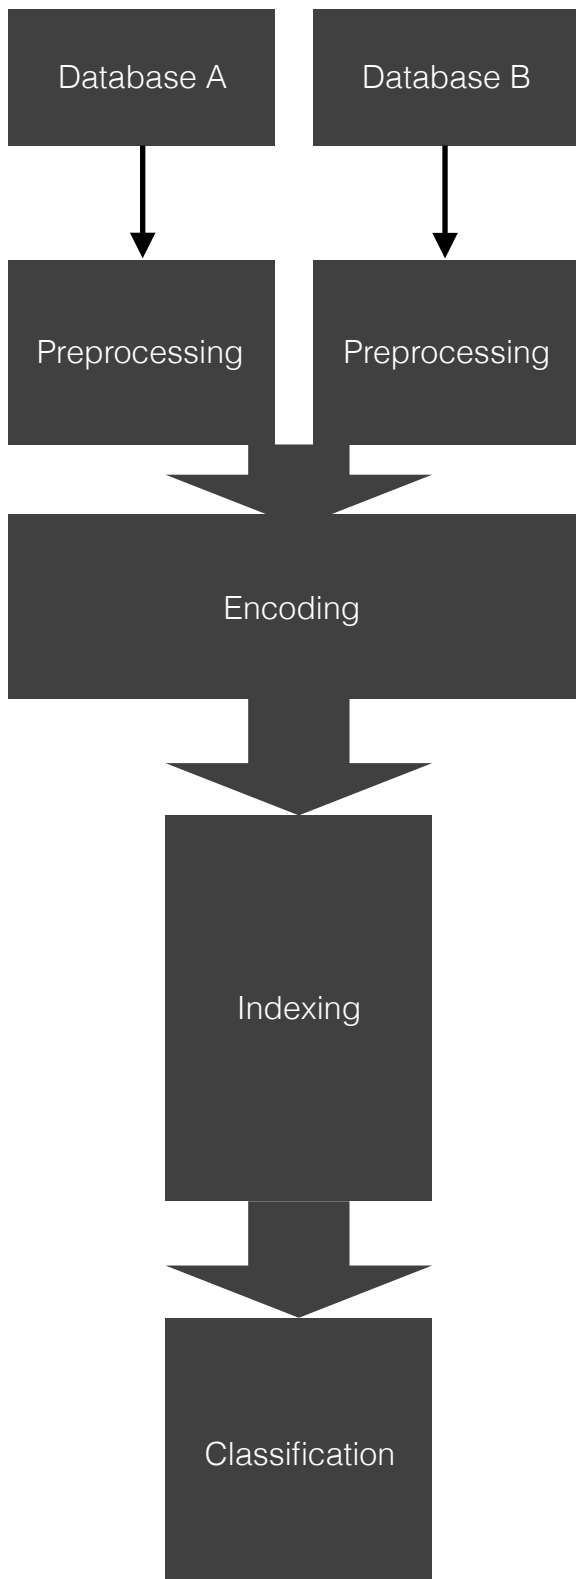 Database A
Database B
Preprocessing
Preprocessing
Encoding
Indexing
Classification